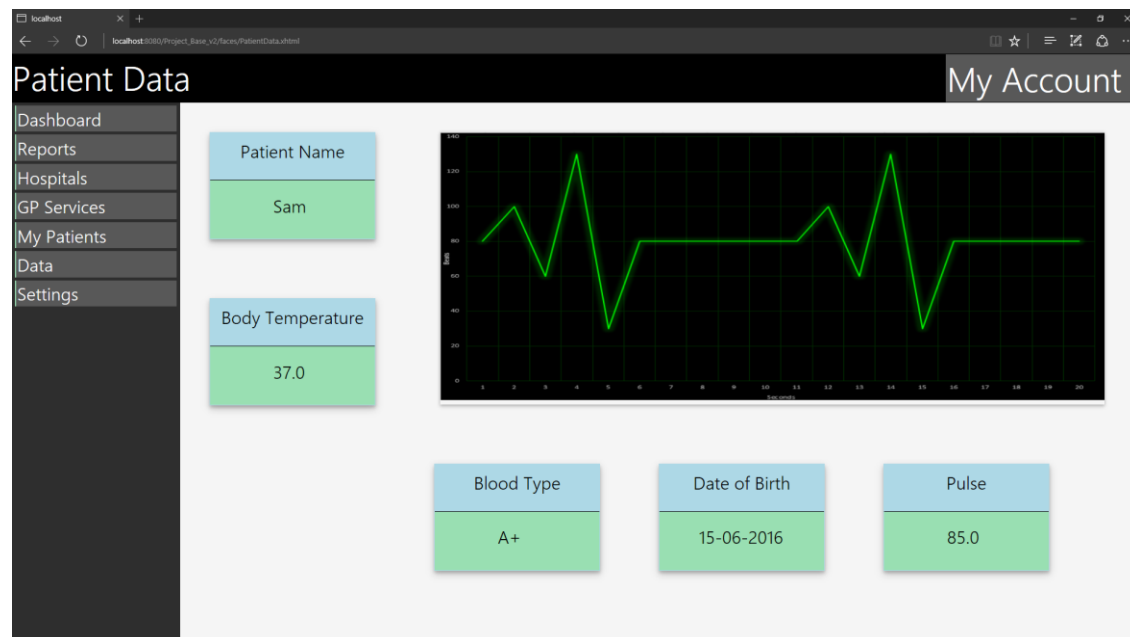 localhost
localhost:8080/Project_Base_v2/faces/PatientData.xhtml
Patient Data
My Account
Dashboard
Reports
Hospitals
GP Services
My Patients
Data
Settings
Patient Name
Sam
Body Temperature
37.0
140
120
100
80
60
40
20
0
1 2 3 4 5 6 7 8 9 10 11 12 13 14 15 16 17 18 19 20
Seconds
Blood Type
A+
Date of Birth
15-06-2016
Pulse
85.0